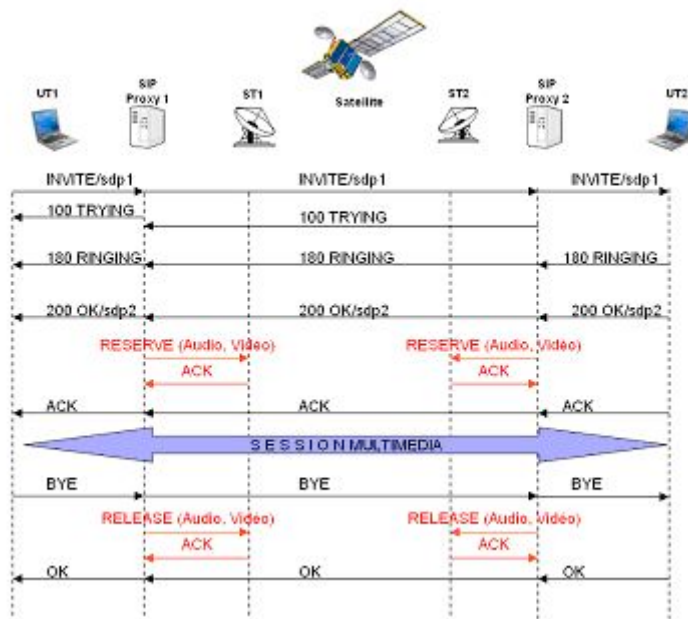 UT1
SIP
Proxy 1
ST1
Satellite
ST2
SIP
Proxy 2
UT2
INVITE/sdp1
INVITE/sdp1
INVITE/sdp1
100 TRYING
100 TRYING
180 RINGING
180 RINGING
180 RINGING
200 OK/sdp2
200 OK/sdp2
200 OK/sdp2
RESERVE (Audio, Vidéo)
RESERVE (Audio, Vidéo)
ACK
ACK
ACK
ACK
ACK
S E S S I O N MULTIMEDIA
BYE
BYE
BYE
RELEASE (Audio, Vidéo)
RELEASE (Audio, Vidéo)
ACK
ACK
OK
OK
OK